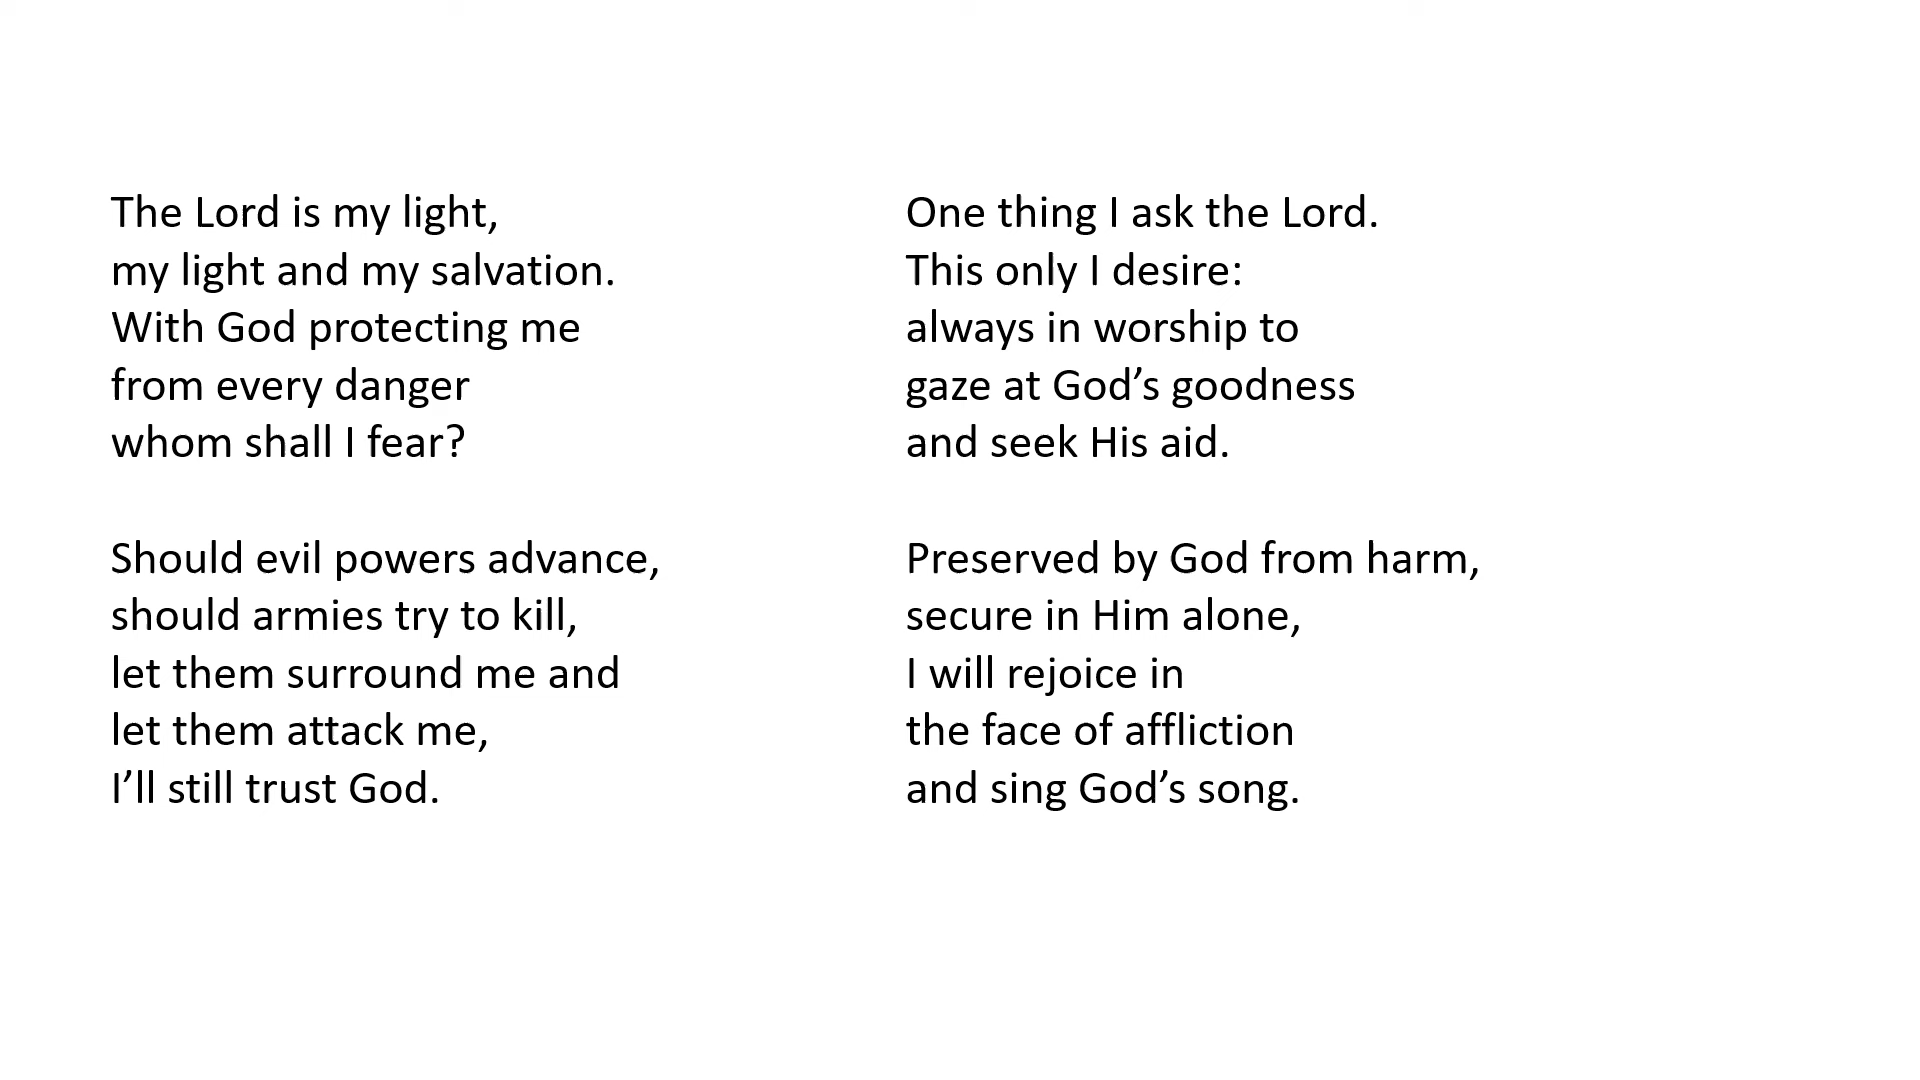 The Lord is my light,
my light and my salvation.
With God protecting me
from every danger
whom shall I fear?
Should evil powers advance,
should armies try to kill,
let them surround me and
let them attack me,
I’ll still trust God.
One thing I ask the Lord.
This only I desire:
always in worship to
gaze at God’s goodness
and seek His aid.
Preserved by God from harm,
secure in Him alone,
I will rejoice in
the face of affliction
and sing God’s song.